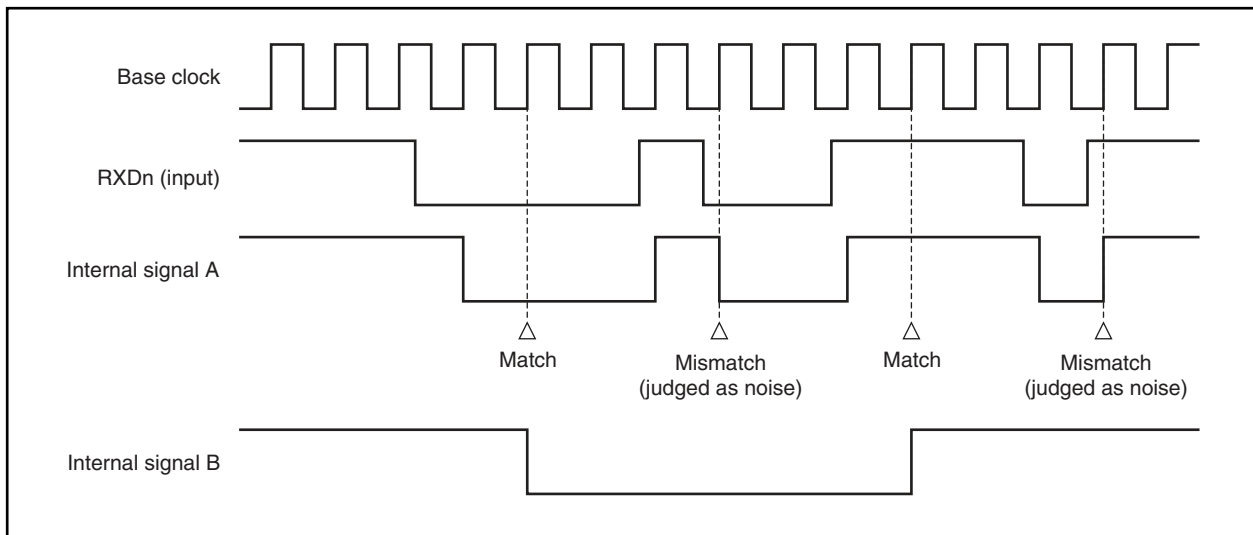 Base clock
RXDn (input)
Internal signal A
Match
Mismatch
(judged as noise)
Match
Mismatch
(judged as noise)
Internal signal B